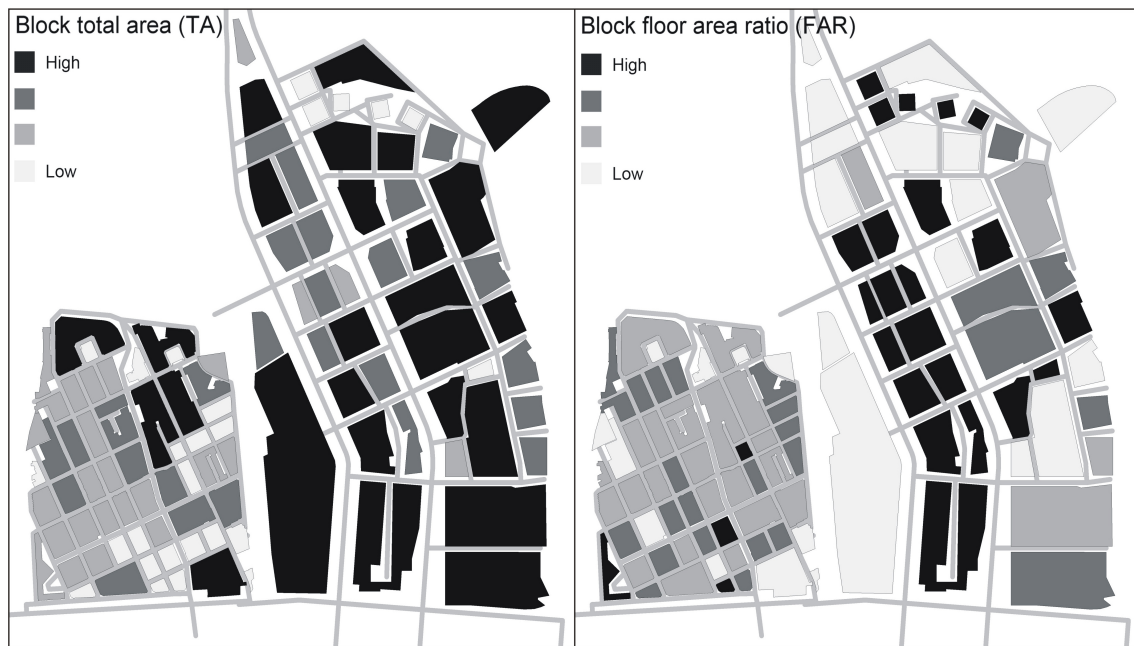 Block total area (TA)
High
Low
Block floor area ratio (FAR)
High
Low